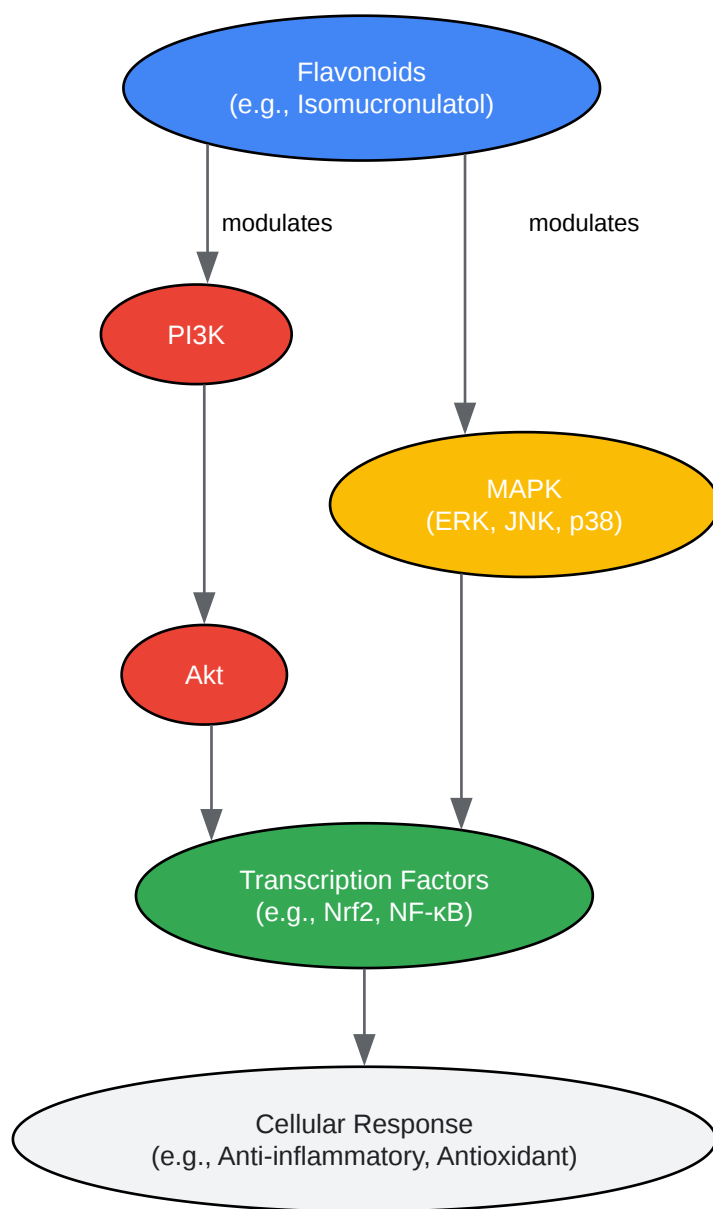 Flavonoids
(e.g., Isomucronulatol)
modulates
modulates
PI3K
MAPK
(ERK, JNK, p38)
Akt
Transcription Factors
(e.g., Nrf2, NF-κB)
Cellular Response
(e.g., Anti-inflammatory, Antioxidant)